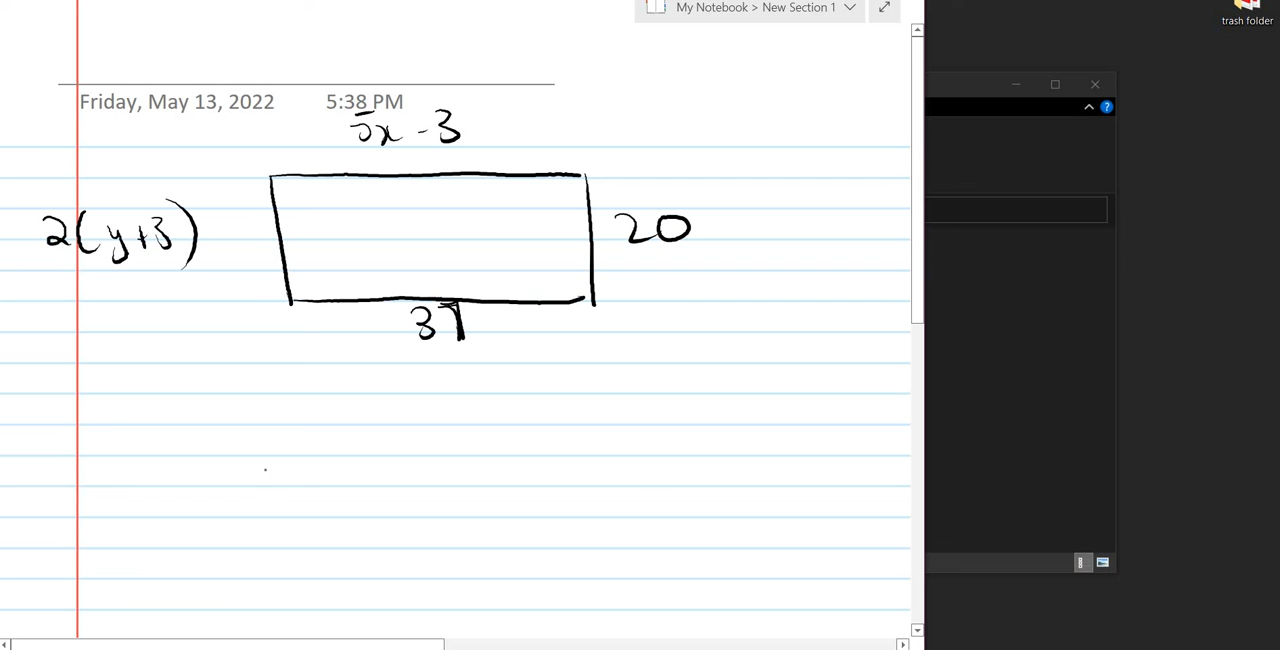 My Notebook > New Section 1
trash folder
Friday, May 13, 2022 5:38 PM
5x - 3
2(y+3) 20
37